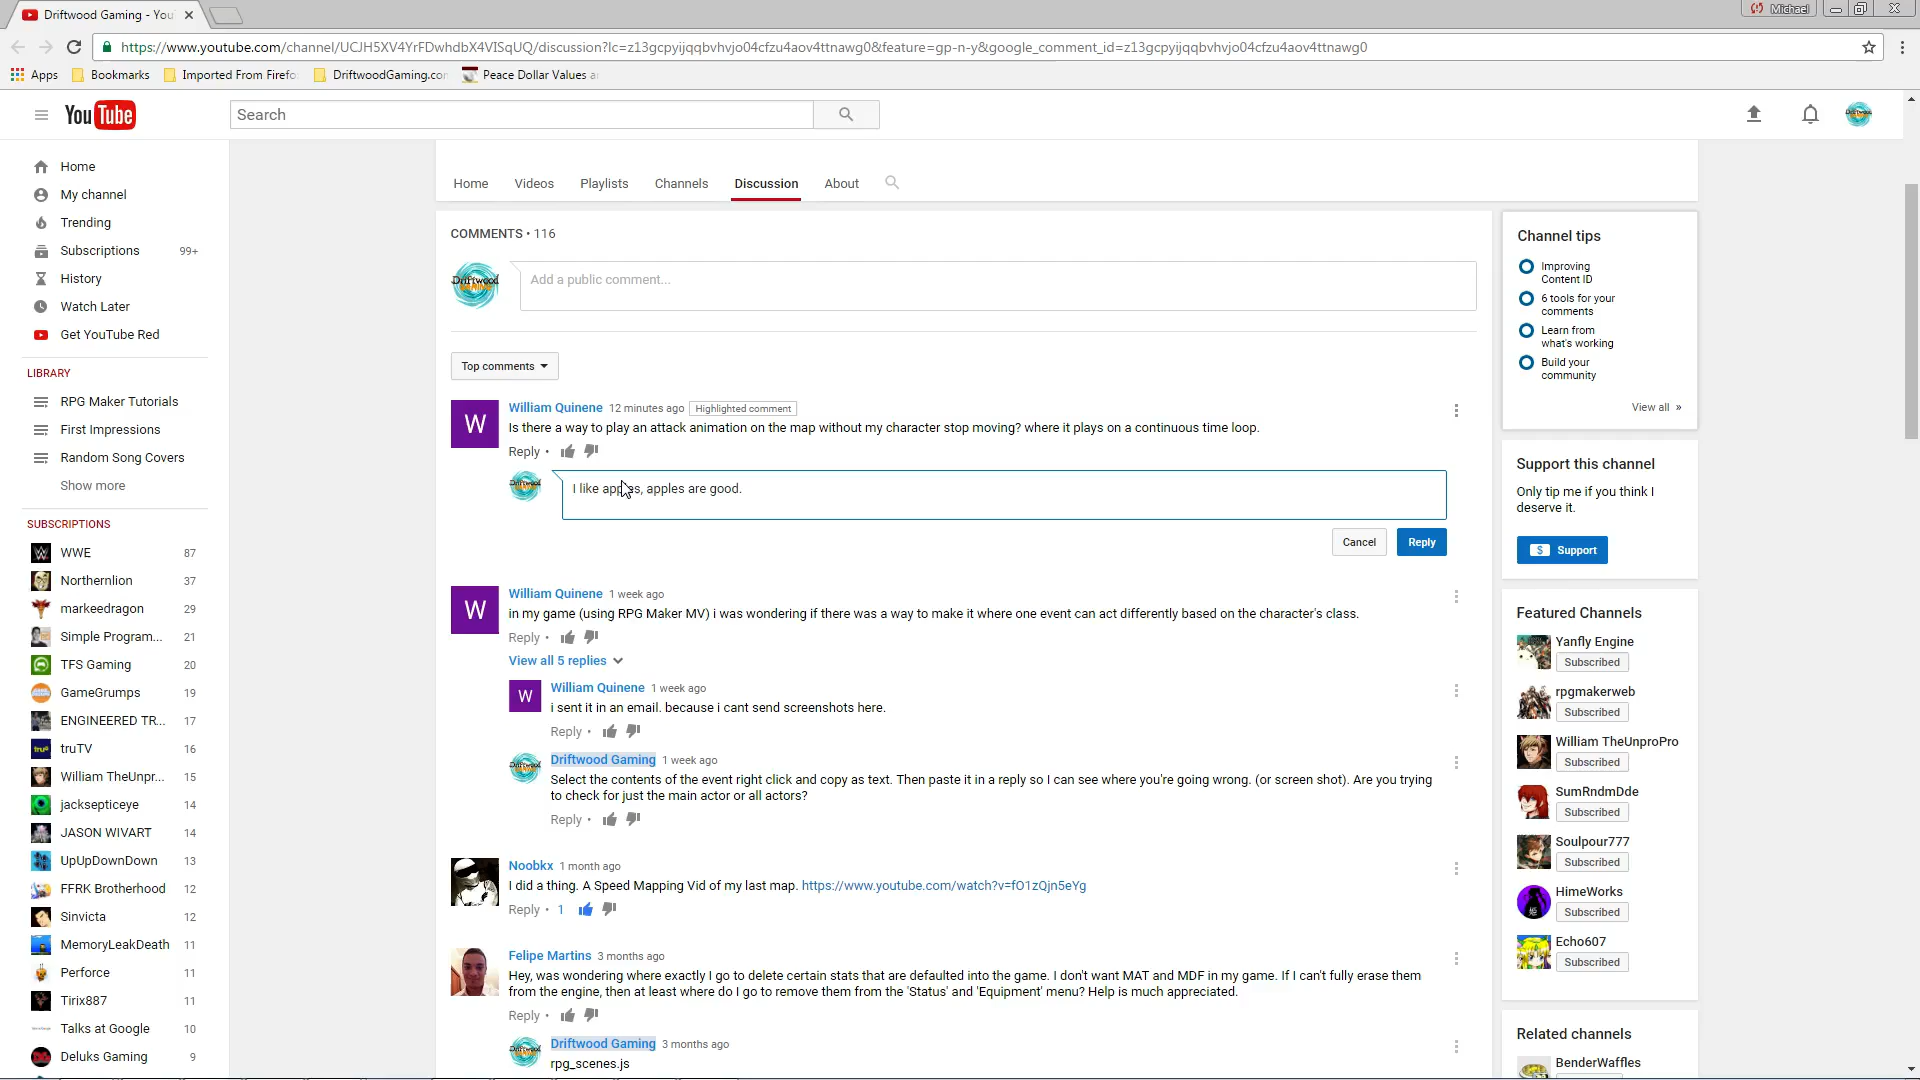 Driftwood Gaming - You
Michael
https://www.youtube.com/channel/UCJH5XV4YrFDwhdbX4VISqUQ/discussion?lc=z13gcpyijqqbvhvjo04cfzu4aov4ttnawg0&feature=gp-n-y&google_comment_id=z13gcpyijqqbvhvjo04cfzu4aov4ttnawg0
Apps Bookmarks Imported From Firefo DriftwoodGaming.com Peace Dollar Values a
YouTube
Search
Home
My channel
Trending
Subscriptions 99+
History
Watch Later
Get YouTube Red
LIBRARY
RPG Maker Tutorials
First Impressions
Random Song Covers
Show more
SUBSCRIPTIONS
WWE 87
Northernlion 37
markeedragon 29
Simple Program... 21
TFS Gaming 20
GameGrumps 19
ENGINEERED TR... 17
truTV 16
William TheUnpr... 15
jacksepticeye 14
JASON WIVART 14
UpUpDownDown 13
FFRK Brotherhood 12
Sinvicta 12
MemoryLeakDeath 11
Perforce 11
Tirix887 11
Talks at Google 10
Deluks Gaming 9
Home Videos Playlists Channels Discussion About
COMMENTS • 116
Driftwood
Add a public comment...
Top comments
W
William Quinene 12 minutes ago Highlighted comment
Is there a way to play an attack animation on the map without my character stop moving? where it plays on a continuous time loop.
Reply •
I like apples, apples are good.
Cancel Reply
W
William Quinene 1 week ago
in my game (using RPG Maker MV) i was wondering if there was a way to make it where one event can act differently based on the character's class.
Reply •
View all 5 replies
W
William Quinene 1 week ago
i sent it in an email. because i cant send screenshots here.
Reply •
Driftwood Gaming 1 week ago
Select the contents of the event right click and copy as text. Then paste it in a reply so I can see where you're going wrong. (or screen shot). Are you trying
to check for just the main actor or all actors?
Reply •
Noobkx 1 month ago
I did a thing. A Speed Mapping Vid of my last map. https://www.youtube.com/watch?v=fO1zQjn5eYg
Reply • 1
Felipe Martins 3 months ago
Hey, was wondering where exactly I go to delete certain stats that are defaulted into the game. I don't want MAT and MDF in my game. If I can't fully erase them
from the engine, then at least where do I go to remove them from the 'Status' and 'Equipment' menu? Help is much appreciated.
Reply •
Driftwood Gaming 3 months ago
rpg_scenes.js
Channel tips
Improving
Content ID
6 tools for your
comments
Learn from
what's working
Build your
community
View all »
Support this channel
Only tip me if you think I
deserve it.
$ Support
Featured Channels
Yanfly Engine
Subscribed
rpgmakerweb
Subscribed
William TheUnproPro
Subscribed
SumRndmDde
Subscribed
Soulpour777
Subscribed
HimeWorks
Subscribed
Echo607
Subscribed
Related channels
BenderWaffles